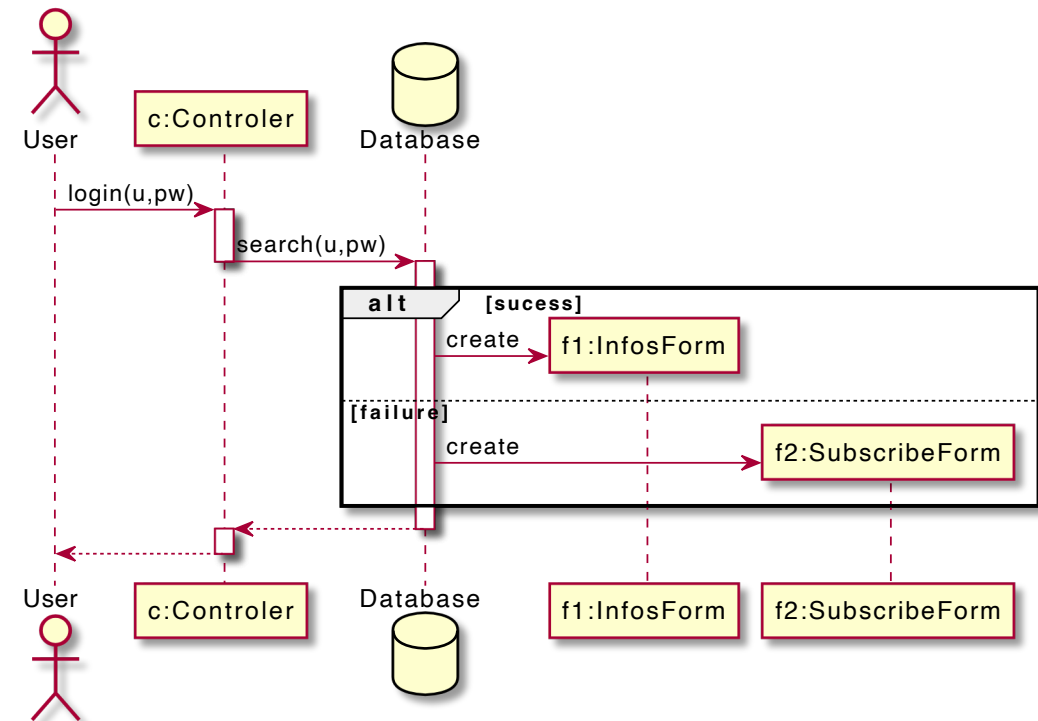 User
c:Controler
Database
login(u,pw)
search(u,pw)
alt
[sucess]
create
f1:InfosForm
[failure]
create
f2:SubscribeForm
User
c:Controler
Database
f1:InfosForm
f2:SubscribeForm